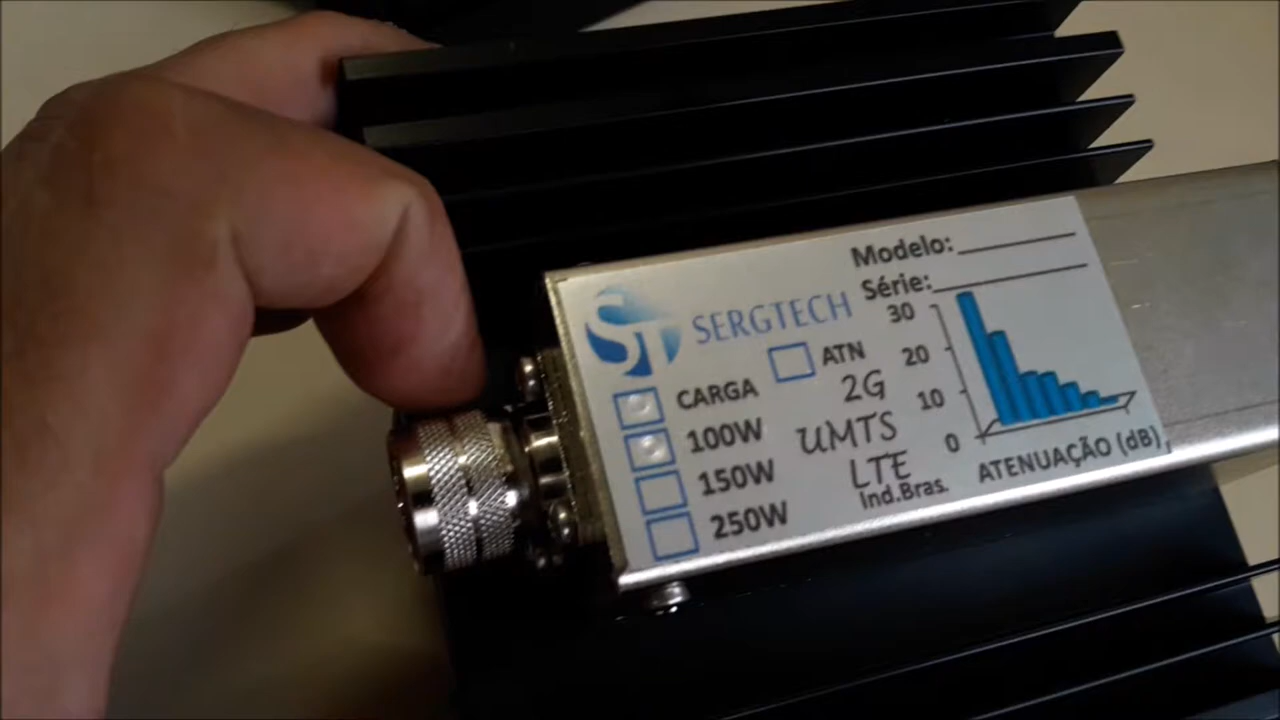 Modelo:
Série:
ST SERGTECH
ATN
CARGA
100W
150W
250W
2G
UMTS
LTE
Ind.Bras.
30
20
10
0
ATENUAÇÃO (dB)